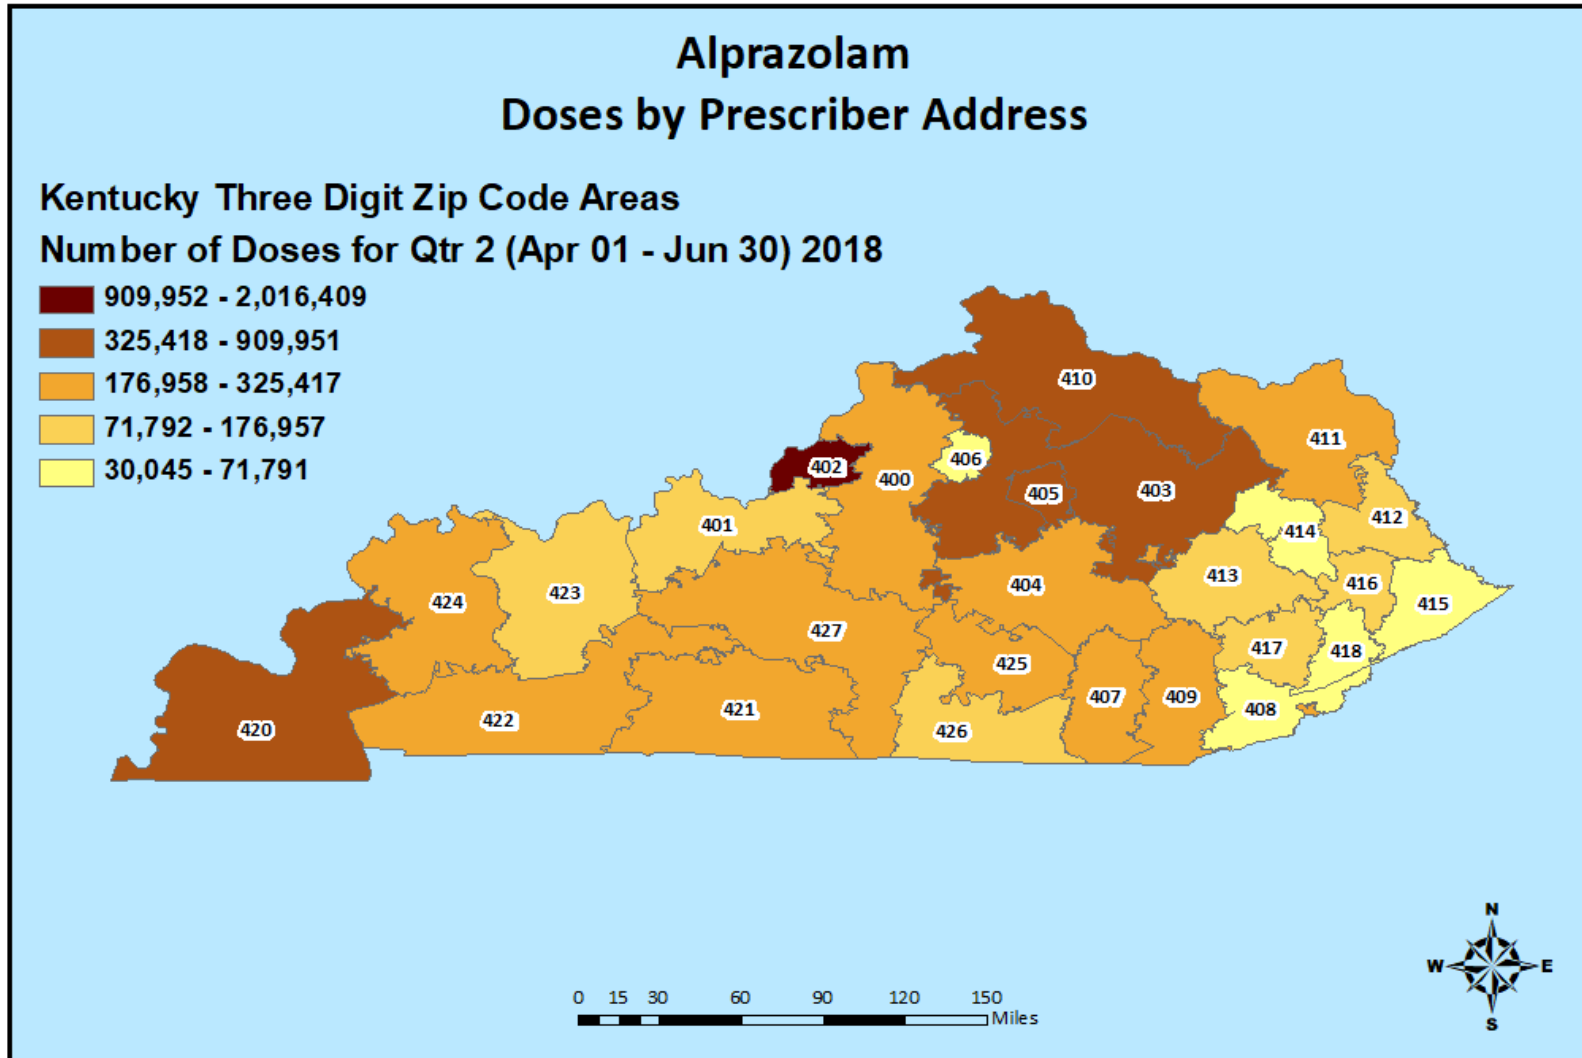 Alprazolam
Doses by Prescriber Address
Kentucky Three Digit Zip Code Areas
Number of Doses for Qtr 2 (Apr 01 - Jun 30) 2018
909,952 - 2,016,409
325,418 - 909,951
176,958 - 325,417
71,792 - 176,957
30,045 - 71,791
410
411
402
406
400
405
403
401
412
414
413
416
415
423
424
404
427
425
417
418
407
409
408
420
422
421
426
N
W E
S
0 15 30 60 90 120 150
Miles